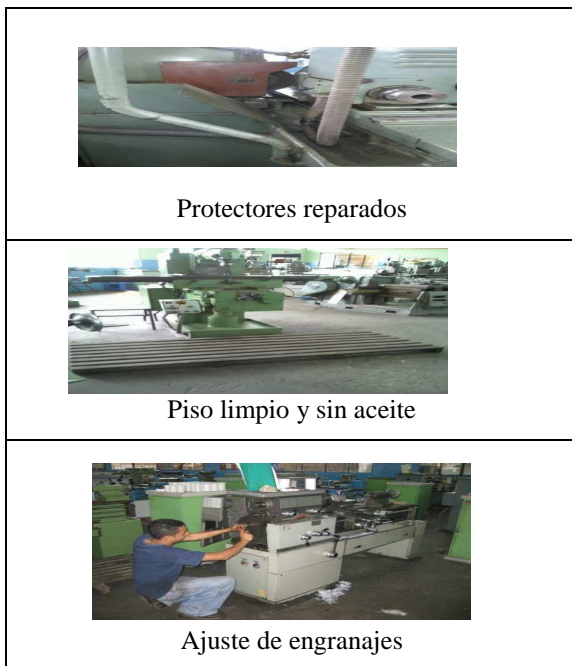 Protectores reparados
Piso limpio y sin aceite
Ajuste de engranajes